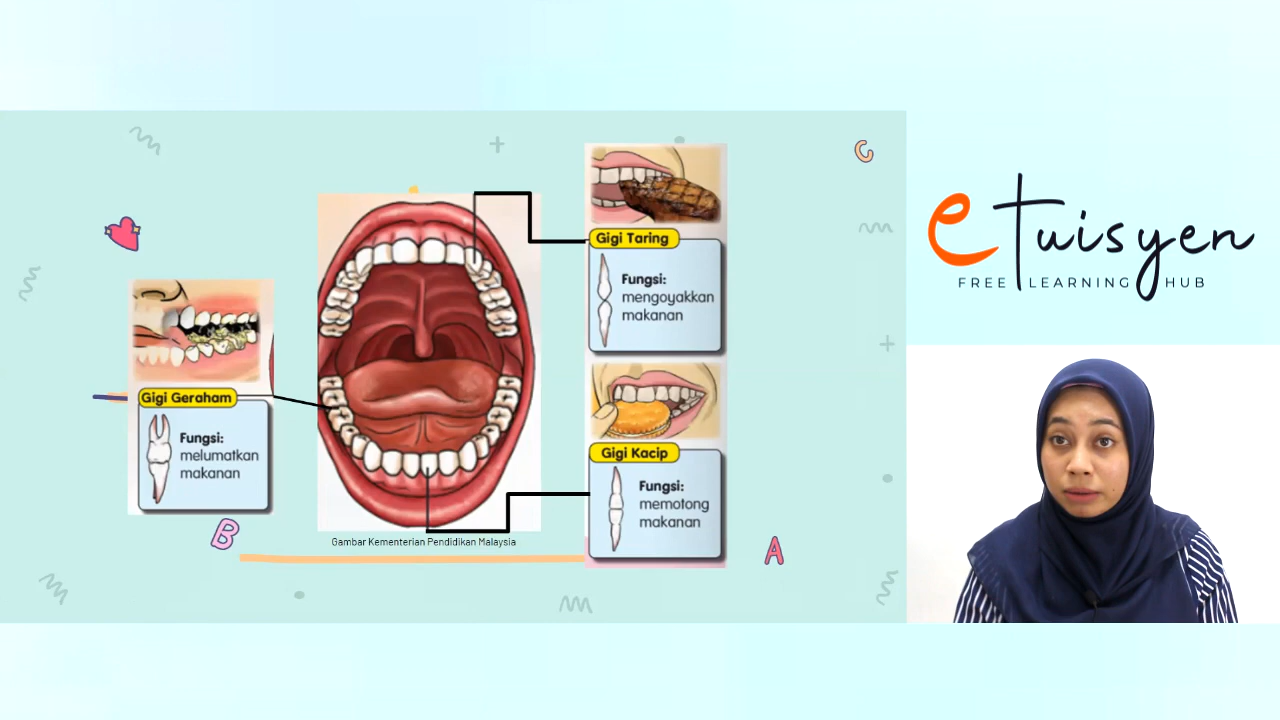 Gigi Geraham
Fungsi:
melumatkan
makanan
Gigi Taring
Fungsi:
mengoyakkan
makanan
Gigi Kacip
Fungsi:
memotong
makanan
Gambar Kementerian Pendidikan Malaysia
B
A
C
eTuisyen
FREE LEARNING HUB